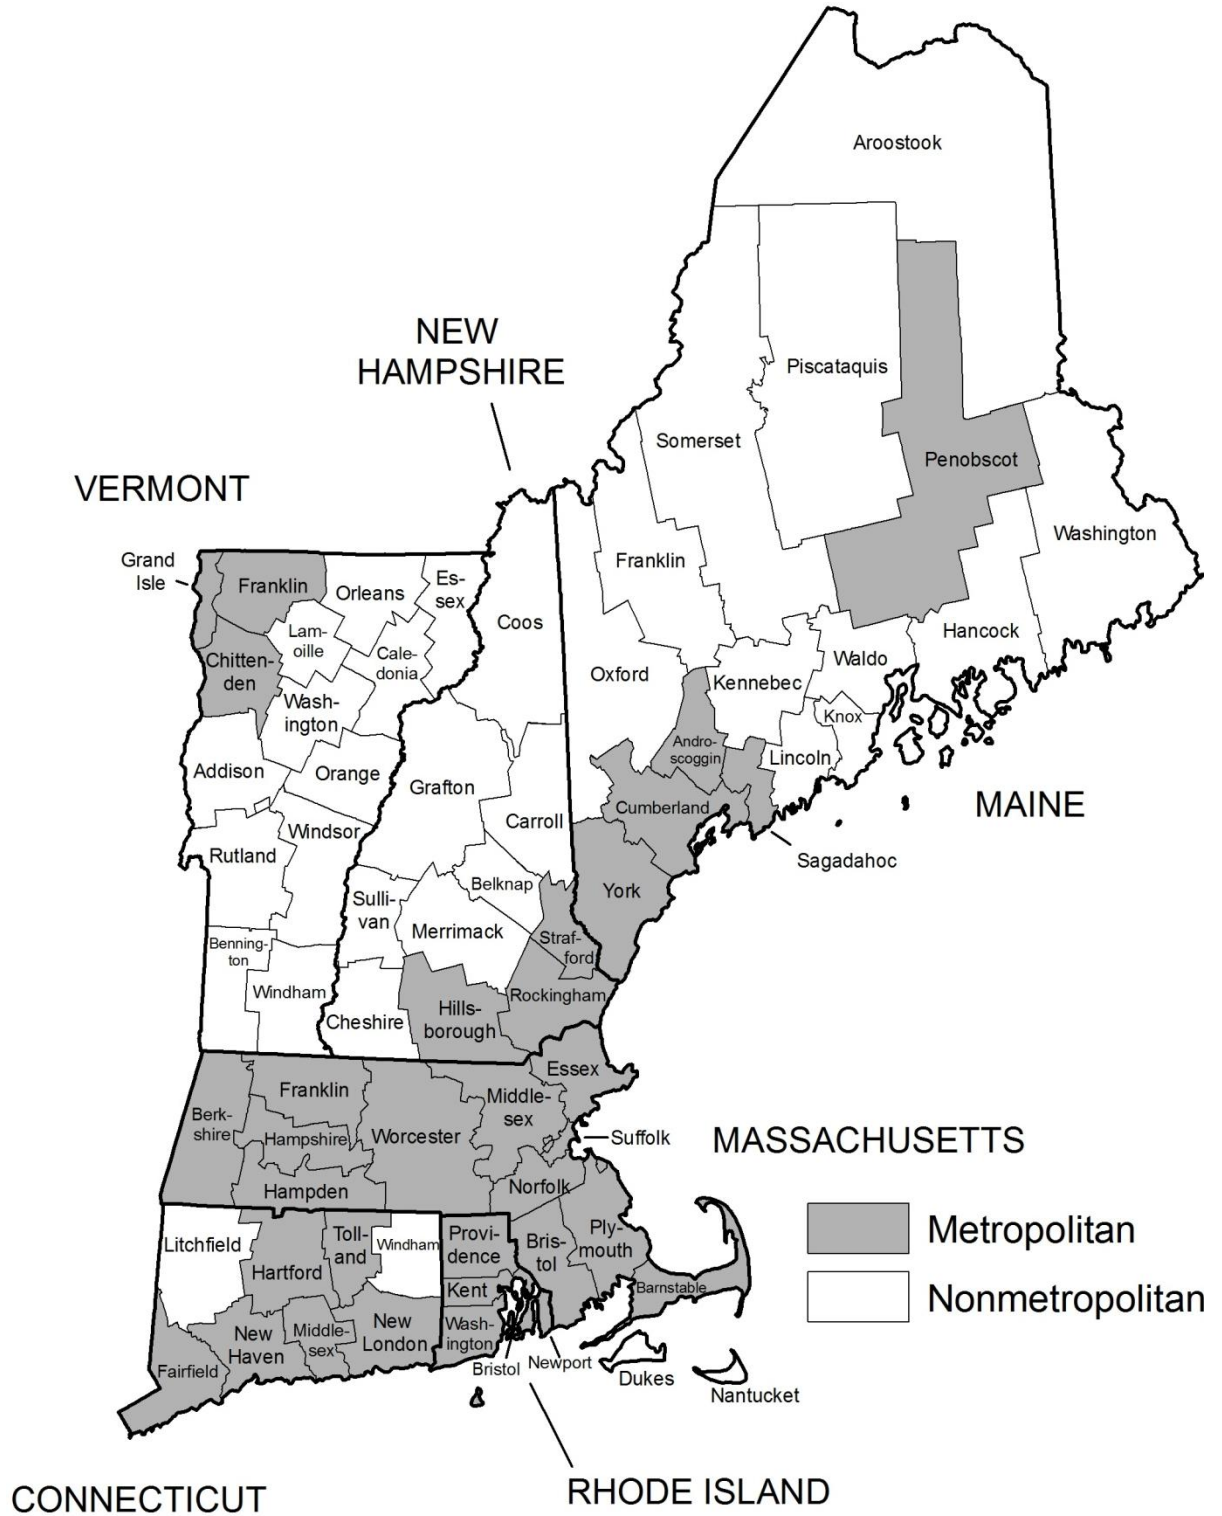 Aroostook
NEW
HAMPSHIRE
Piscataquis
Somerset
Penobscot
VERMONT
Washington
Grand
Isle
Franklin
Orleans
Es-
sex
Franklin
Coos
Lam-
oille
Hancock
Chitten-
den
Cale-
donia
Waldo
Oxford
Kennebec
Wash-
ington
Knox
Andro-
scoggin
Lincoln
Addison
Orange
Grafton
MAINE
Cumberland
Carroll
Windsor
Rutland
Sagadahoc
Belknap
York
Sulli-
van
Merrimack
Straf-
ford
Benning-
ton
Windham
Rockingham
Hills-
borough
Cheshire
Essex
Franklin
Middle-
sex
Berk-
shire
Hampshire
Worcester
Suffolk
MASSACHUSETTS
Hampden
Norfolk
Metropolitan
Litchfield
Toll-
and
Windham
Provi-
dence
Bris-
tol
Ply-
mouth
Hartford
Kent
Barnstable
Nonmetropolitan
New
Haven
Middle-
sex
New
London
Wash-
ington
Fairfield
Bristol
Newport
Dukes
Nantucket
CONNECTICUT
RHODE ISLAND